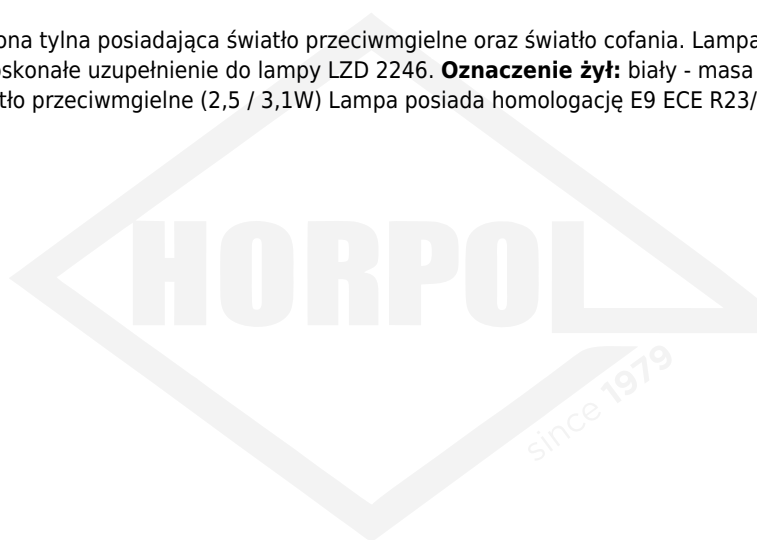 ona tylna posiadająca światło przeciwmgielne oraz światło cofania. Lampa
oskonałe uzupełnienie do lampy LZD 2246. Oznaczenie żył: biały - masa
tło przeciwmgielne (2,5 / 3,1W) Lampa posiada homologację E9 ECE R23/
HORPOL
since 1979